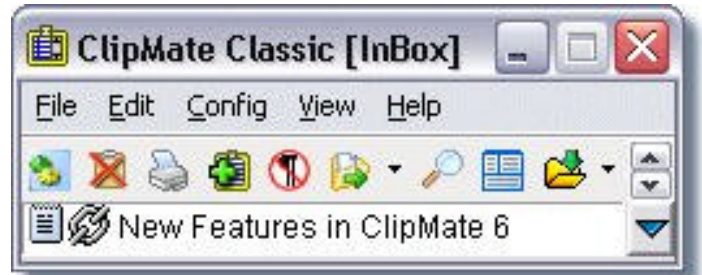 ClipMate Classic [InBox]
File Edit Config View Help
New Features in ClipMate 6